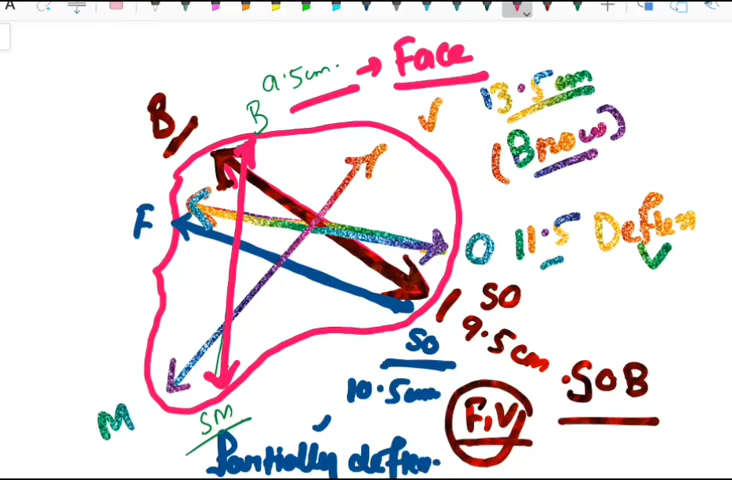 A
9.5cm.
Face
B
B
13.5cm
(Brow)
F
O 11.5 Deflex
SO
9.5cm
SO
10.5cm
.SOB
F,V
M
SM
Partially deflex.